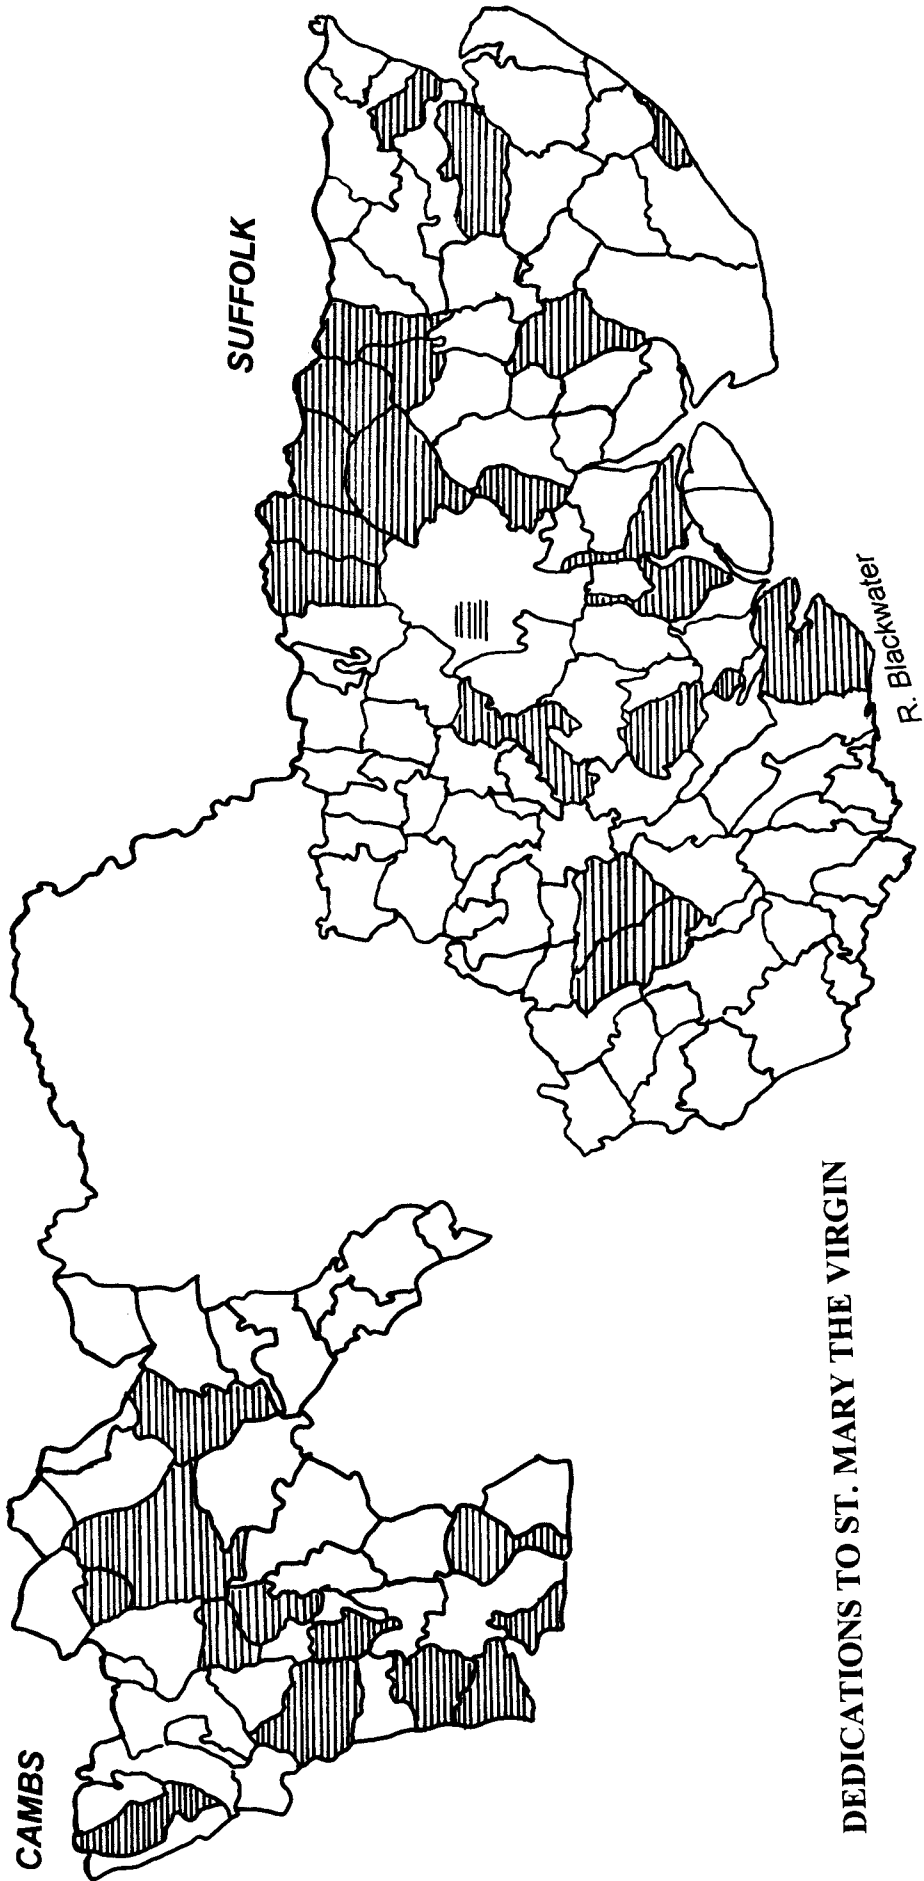 CAMBS
SUFFOLK
R. Blackwater
DEDICATIONS TO ST. MARY THE VIRGIN